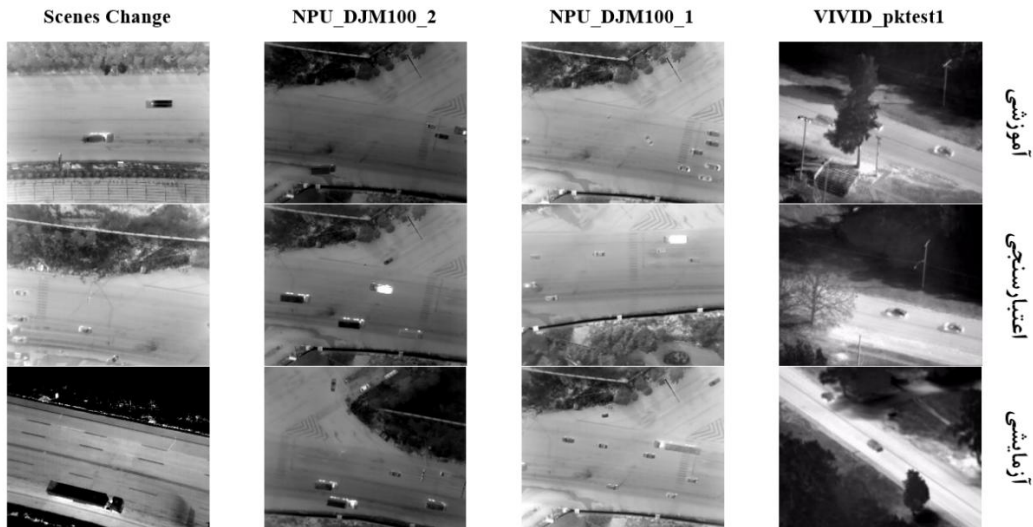 Scenes Change
NPU_DJM100_2
NPU_DJM100_1
VIVID_pktest1
آموزشی
اعتبارسنجی
آزمایشی